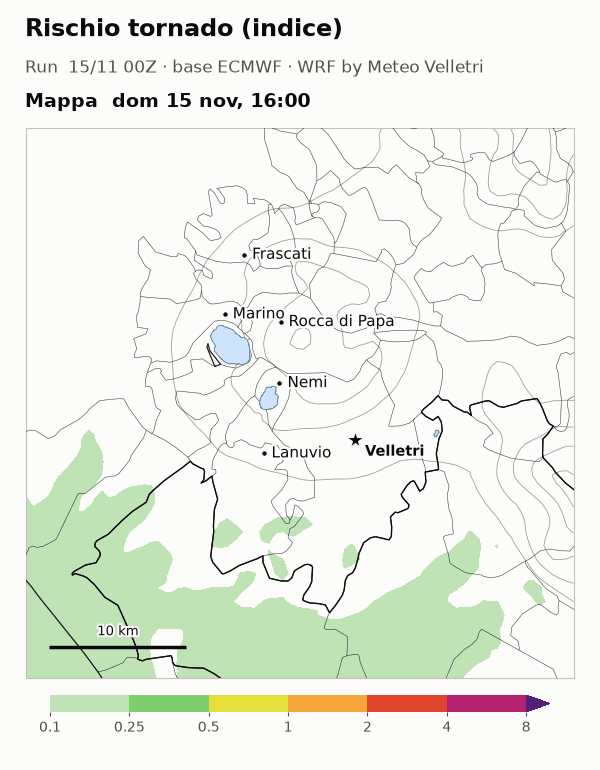 Rischio tornado (indice)
Run  15/11 00Z · base ECMWF · WRF by Meteo Velletri
Mappa  dom 15 nov, 16:00
Frascati
Marino
Rocca di Papa
Nemi
Velletri
Lanuvio
10 km
0.1 0.25 0.5 1 2 4 8